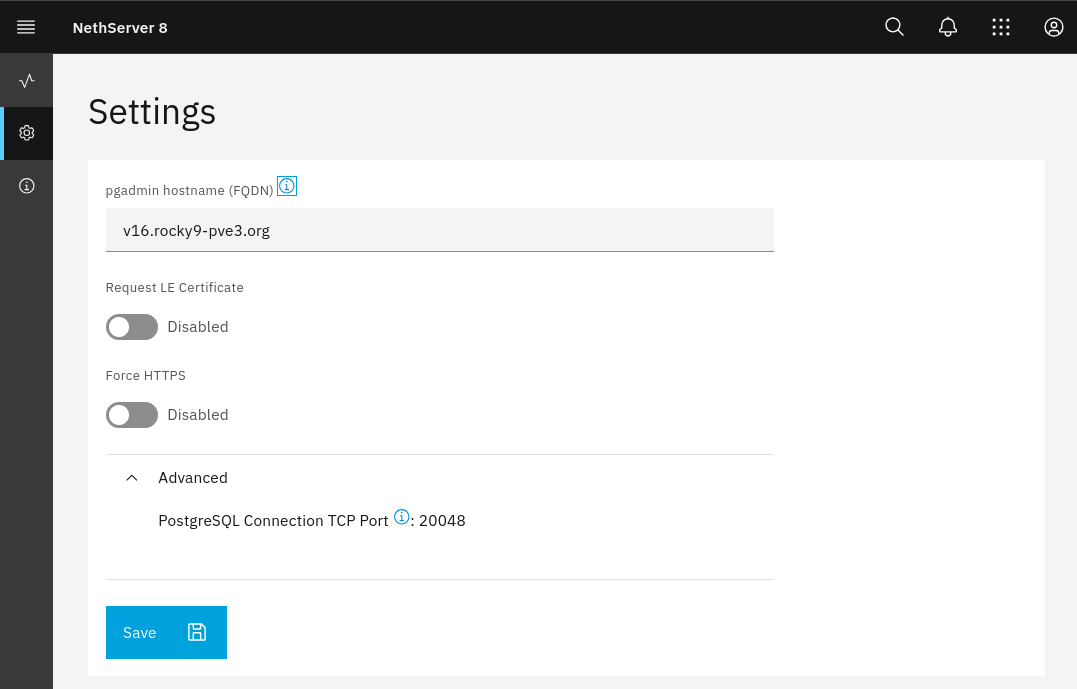 NethServer 8
Settings
pgadmin hostname (FQDN)
v16.rocky9-pve3.org
Request LE Certificate
Disabled
Force HTTPS
Disabled
Advanced
PostgreSQL Connection TCP Port : 20048
Save